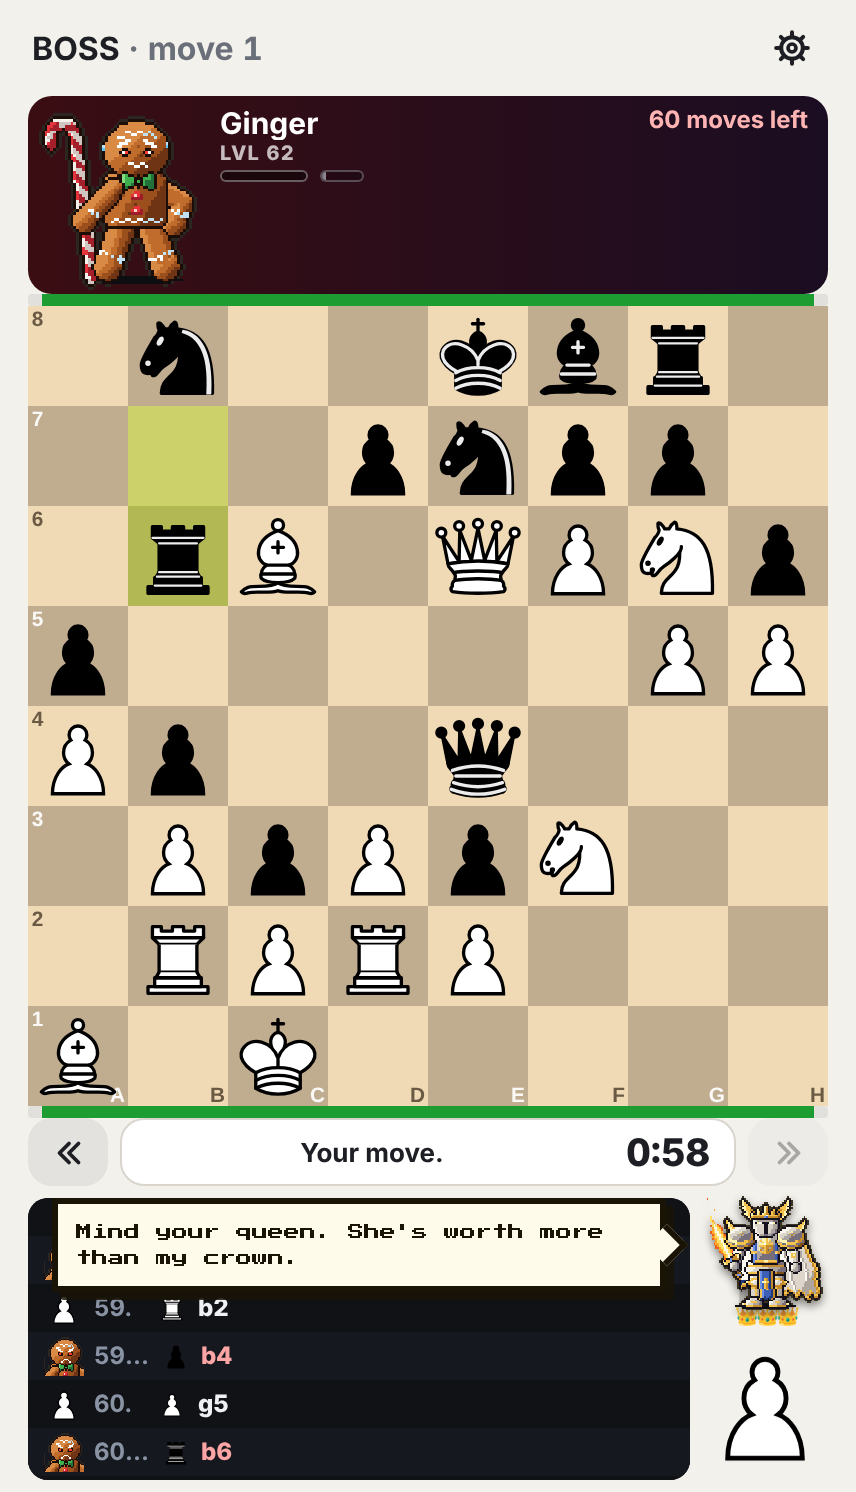 BOSS · move 1
Ginger
60 moves left
LVL 62
8
7
6
5
4
3
2
1
A B C D E F G H
Your move. 0:58
Mind your queen. She's worth more
than my crown.
59. b2
59... b4
60. g5
60... b6